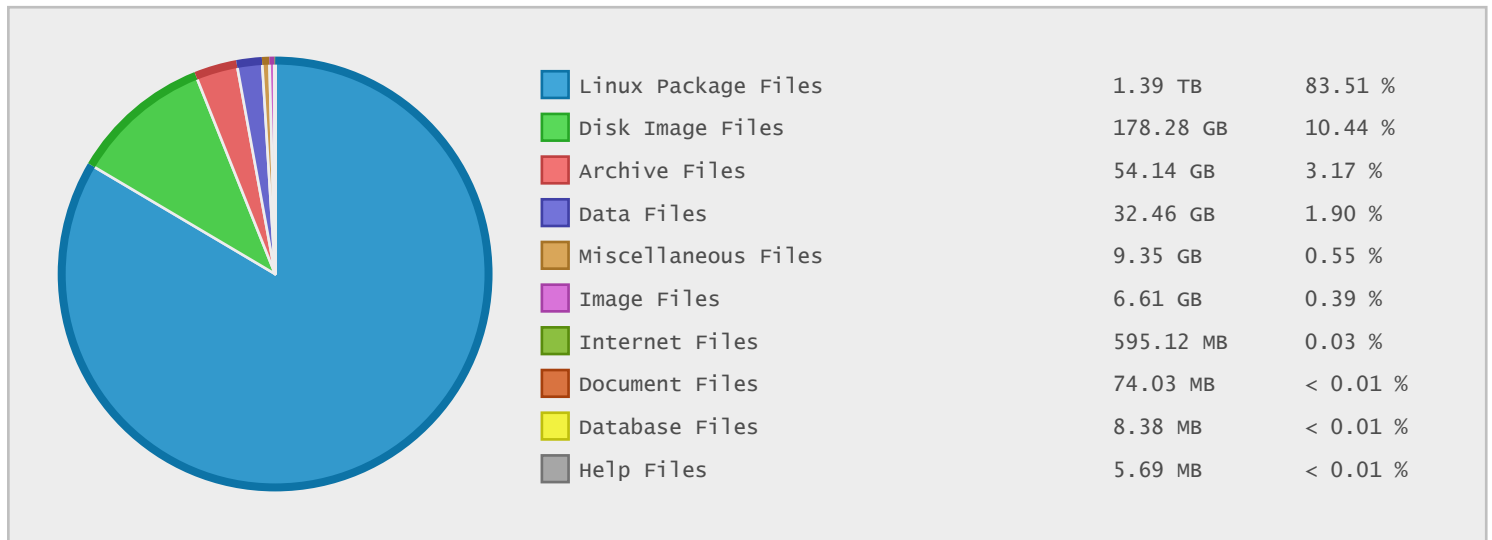 Linux Package Files 1.39 TB 83.51 %
Disk Image Files 178.28 GB 10.44 %
Archive Files 54.14 GB 3.17 %
Data Files 32.46 GB 1.90 %
Miscellaneous Files 9.35 GB 0.55 %
Image Files 6.61 GB 0.39 %
Internet Files 595.12 MB 0.03 %
Document Files 74.03 MB < 0.01 %
Database Files 8.38 MB < 0.01 %
Help Files 5.69 MB < 0.01 %